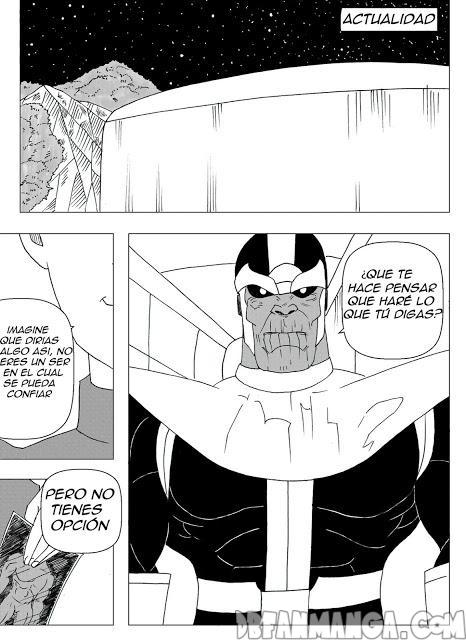 ACTUALIDAD
¿QUE TE
HACE PENSAR
QUE HARÉ LO
QUE TÚ DIGAS?
IMAGINE
QUE DIRIAS
ALGO ASI, NO
ERES UN SER
EN EL CUAL
SE PUEDA
CONFIAR
PERO NO
TIENES
OPCIÓN
DBFANMANGA.COM